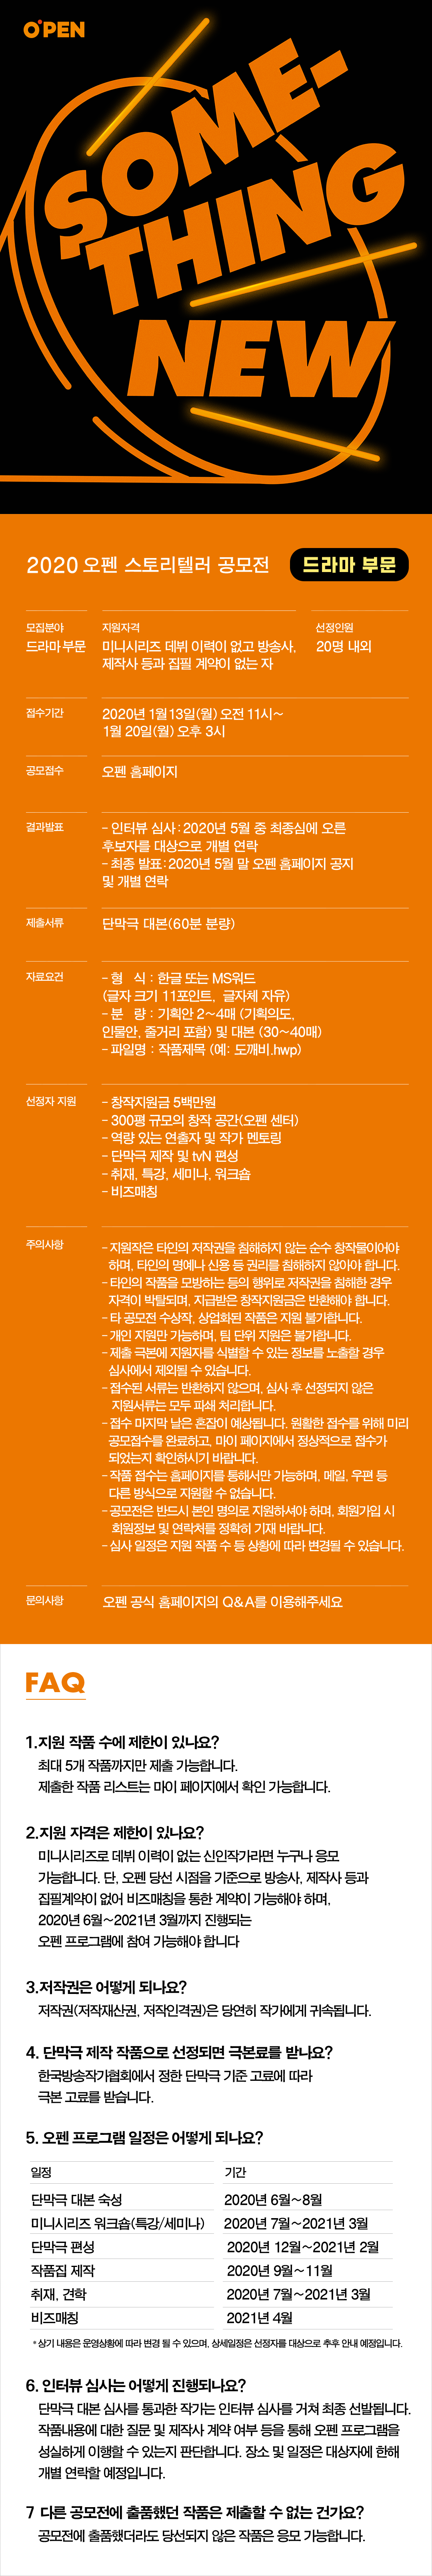 O'PEN
SOME-
THING
NEW
2020 오펜 스토리텔러 공모전 드라마 부문
모집분야 지원자격 선정인원
드라마 부문 미니시리즈 데뷔 이력이 없고 방송사, 20명 내외
제작사 등과 집필 계약이 없는 자
접수기간 2020년 1월13일(월) 오전 11시~
1월 20일(월) 오후 3시
공모접수 오펜 홈페이지
결과발표 - 인터뷰 심사 : 2020년 5월 중 최종심에 오른
후보자를 대상으로 개별 연락
- 최종 발표 : 2020년 5월 말 오펜 홈페이지 공지
및 개별 연락
제출서류 단막극 대본(60분 분량)
자료요건 - 형 식 : 한글 또는 MS워드
(글자 크기 11포인트, 글자체 자유)
- 분 량 : 기획안 2~4매 (기획의도,
인물안, 줄거리 포함) 및 대본 (30~40매)
- 파일명 : 작품제목 (예: 도깨비.hwp)
선정자 지원 - 창작지원금 5백만원
- 300평 규모의 창작 공간(오펜 센터)
- 역량 있는 연출자 및 작가 멘토링
- 단막극 제작 및 tvN 편성
- 취재, 특강, 세미나, 워크숍
- 비즈매칭
주의사항 - 지원작은 타인의 저작권을 침해하지 않는 순수 창작물이어야
하며, 타인의 명예나 신용 등 권리를 침해하지 않아야 합니다.
- 타인의 작품을 모방하는 등의 행위로 저작권을 침해한 경우
자격이 박탈되며, 지급받은 창작지원금은 반환해야 합니다.
- 타 공모전 수상작, 상업화된 작품은 지원 불가합니다.
- 개인 지원만 가능하며, 팀 단위 지원은 불가합니다.
- 제출 극본에 지원자를 식별할 수 있는 정보를 노출할 경우
심사에서 제외될 수 있습니다.
- 접수된 서류는 반환하지 않으며, 심사 후 선정되지 않은
지원서류는 모두 파쇄 처리합니다.
- 접수 마지막 날은 혼잡이 예상됩니다. 원활한 접수를 위해 미리
공모접수를 완료하고, 마이 페이지에서 정상적으로 접수가
되었는지 확인하시기 바랍니다.
- 작품 접수는 홈페이지를 통해서만 가능하며, 메일, 우편 등
다른 방식으로 지원할 수 없습니다.
- 공모전은 반드시 본인 명의로 지원하셔야 하며, 회원가입 시
회원정보 및 연락처를 정확히 기재 바랍니다.
- 심사 일정은 지원 작품 수 등 상황에 따라 변경될 수 있습니다.
문의사항 오펜 공식 홈페이지의 Q&A를 이용해주세요
FAQ
1.지원 작품 수에 제한이 있나요?
최대 5개 작품까지만 제출 가능합니다.
제출한 작품 리스트는 마이 페이지에서 확인 가능합니다.
2.지원 자격은 제한이 있나요?
미니시리즈로 데뷔 이력이 없는 신인작가라면 누구나 응모
가능합니다. 단, 오펜 당선 시점을 기준으로 방송사, 제작사 등과
집필계약이 없어 비즈매칭을 통한 계약이 가능해야 하며,
2020년 6월~2021년 3월까지 진행되는
오펜 프로그램에 참여 가능해야 합니다
3.저작권은 어떻게 되나요?
저작권(저작재산권, 저작인격권)은 당연히 작가에게 귀속됩니다.
4. 단막극 제작 작품으로 선정되면 극본료를 받나요?
한국방송작가협회에서 정한 단막극 기준 고료에 따라
극본 고료를 받습니다.
5. 오펜 프로그램 일정은 어떻게 되나요?
일정 기간
단막극 대본 숙성 2020년 6월~8월
미니시리즈 워크숍(특강/세미나) 2020년 7월~2021년 3월
단막극 편성 2020년 12월~2021년 2월
작품집 제작 2020년 9월~11월
취재, 견학 2020년 7월~2021년 3월
비즈매칭 2021년 4월
* 상기 내용은 운영상황에 따라 변경 될 수 있으며, 상세일정은 선정자를 대상으로 추후 안내 예정입니다.
6. 인터뷰 심사는 어떻게 진행되나요?
단막극 대본 심사를 통과한 작가는 인터뷰 심사를 거쳐 최종 선발됩니다.
작품내용에 대한 질문 및 제작사 계약 여부 등을 통해 오펜 프로그램을
성실하게 이행할 수 있는지 판단합니다. 장소 및 일정은 대상자에 한해
개별 연락할 예정입니다.
7 다른 공모전에 출품했던 작품은 제출할 수 없는 건가요?
공모전에 출품했더라도 당선되지 않은 작품은 응모 가능합니다.